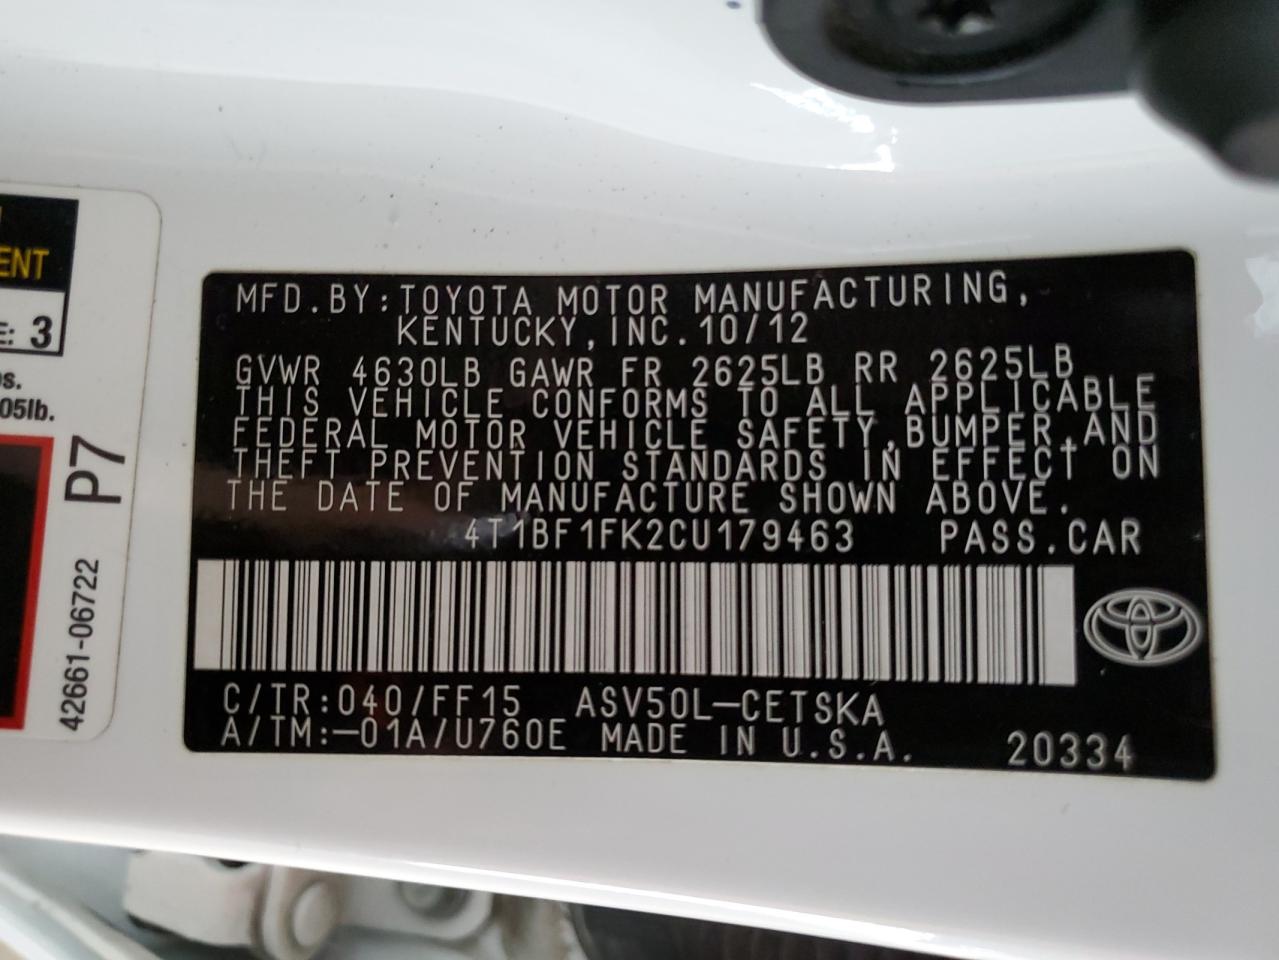 MFD.BY:TOYOTA MOTOR MANUFACTURING,
KENTUCKY,INC.10/12
GVWR 4630LB GAWR FR 2625LB RR 2625LB
THIS VEHICLE CONFORMS TO ALL APPLICABLE
FEDERAL MOTOR VEHICLE SAFETY,BUMPER,AND
THEFT PREVENTION STANDARDS IN EFFECT ON
THE DATE OF MANUFACTURE SHOWN ABOVE.
4T1BF1FK2CU179463 PASS.CAR
C/TR:040/FF15 ASV50L-CETSKA
A/TM:-01A/U760E MADE IN U.S.A. 20334
ENT
E: 3
05lb.
P7
42661-06722